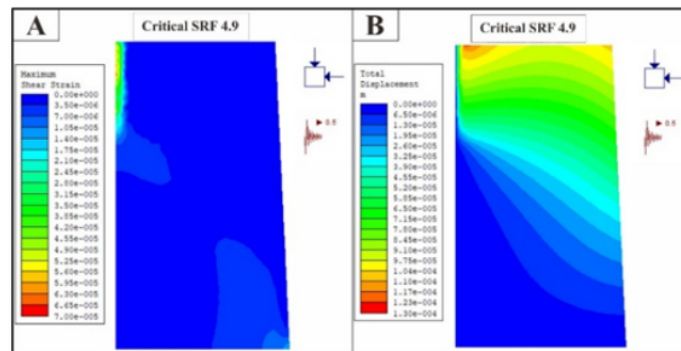 A
Critical SRF 4.9
Maximum
Shear Strain
0.00e+000
3.50e-006
7.00e-006
1.05e-005
1.40e-005
1.75e-005
2.10e-005
2.45e-005
2.80e-005
3.15e-005
3.50e-005
3.85e-005
4.20e-005
4.55e-005
4.90e-005
5.25e-005
5.60e-005
5.95e-005
6.30e-005
6.65e-005
7.00e-005
0.5
B
Critical SRF 4.9
Total
Displacement
m
0.00e+000
6.50e-006
1.30e-005
1.95e-005
2.60e-005
3.25e-005
3.90e-005
4.55e-005
5.20e-005
5.85e-005
6.50e-005
7.15e-005
7.80e-005
8.45e-005
9.10e-005
9.75e-005
1.04e-004
1.10e-004
1.17e-004
1.23e-004
1.30e-004
0.5